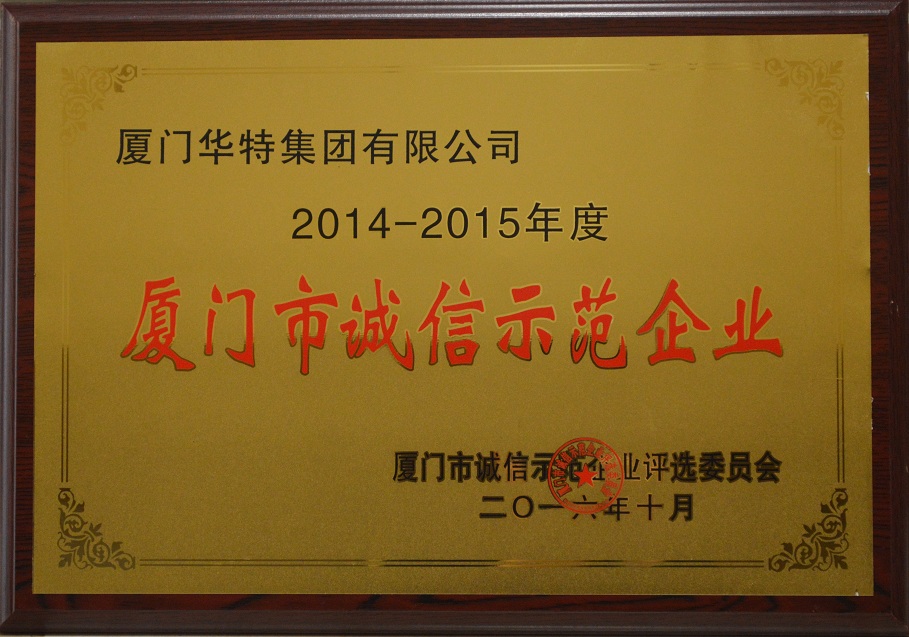 厦门华特集团有限公司
2014-2015年度
厦门市诚信示范企业
厦门市诚信示范企业评选委员会
二〇一六年十月